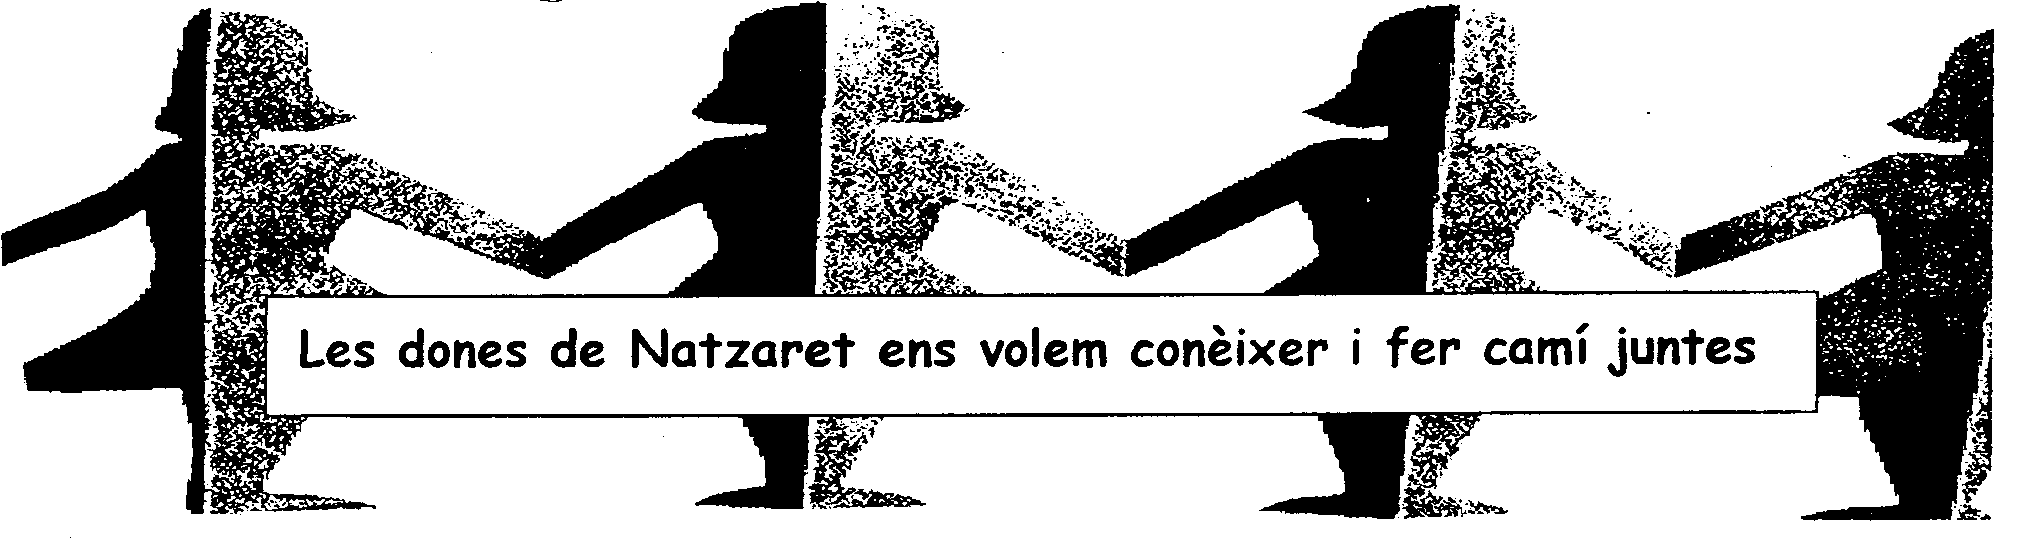 Les dones de Natzaret ens volem conèixer i fer camí juntes